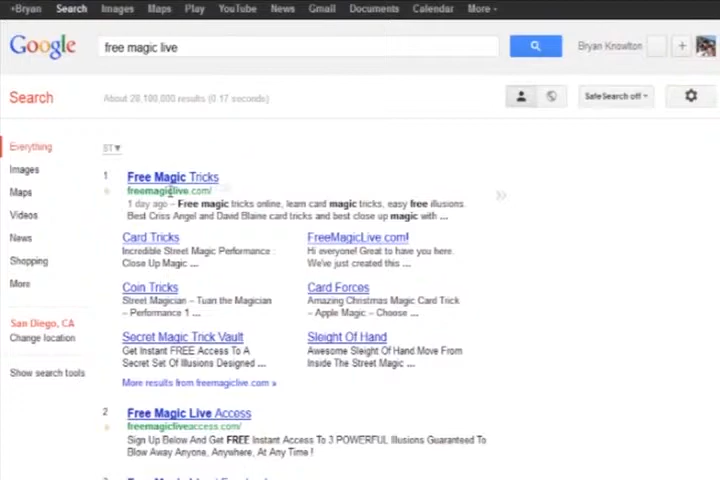 +Bryan Search Images Maps Play YouTube News Gmail Documents Calendar More
Google free magic live Bryan Knowlton +
Search About 28,100,000 results (0.17 seconds) SafeSearch off
Everything
Images
Maps
Videos
News
Shopping
More
San Diego, CA
Change location
Show search tools
ST▼
1 Free Magic Tricks
freemagiclive.com/
1 day ago – Free magic tricks online, learn card magic tricks, easy free illusions.
Best Criss Angel and David Blaine card tricks and best close up magic with ...
Card Tricks
Incredible Street Magic Performance :
Close Up Magic ...
FreeMagicLive.com!
Hi everyone! Great to have you here.
We've just created this ...
Coin Tricks
Street Magician – Tuan the Magician
– Performance 1 ...
Card Forces
Amazing Christmas Magic Card Trick
– Apple Magic – Choose ...
Secret Magic Trick Vault
Get Instant FREE Access To A
Secret Set Of Illusions Designed ...
Sleight Of Hand
Awesome Sleight Of Hand Move From
Inside The Street Magic ...
More results from freemagiclive.com »
2 Free Magic Live Access
freemagicliveaccess.com/
Sign Up Below And Get FREE Instant Access To 3 POWERFUL Illusions Guaranteed To
Blow Away Anyone, Anywhere, At Any Time !